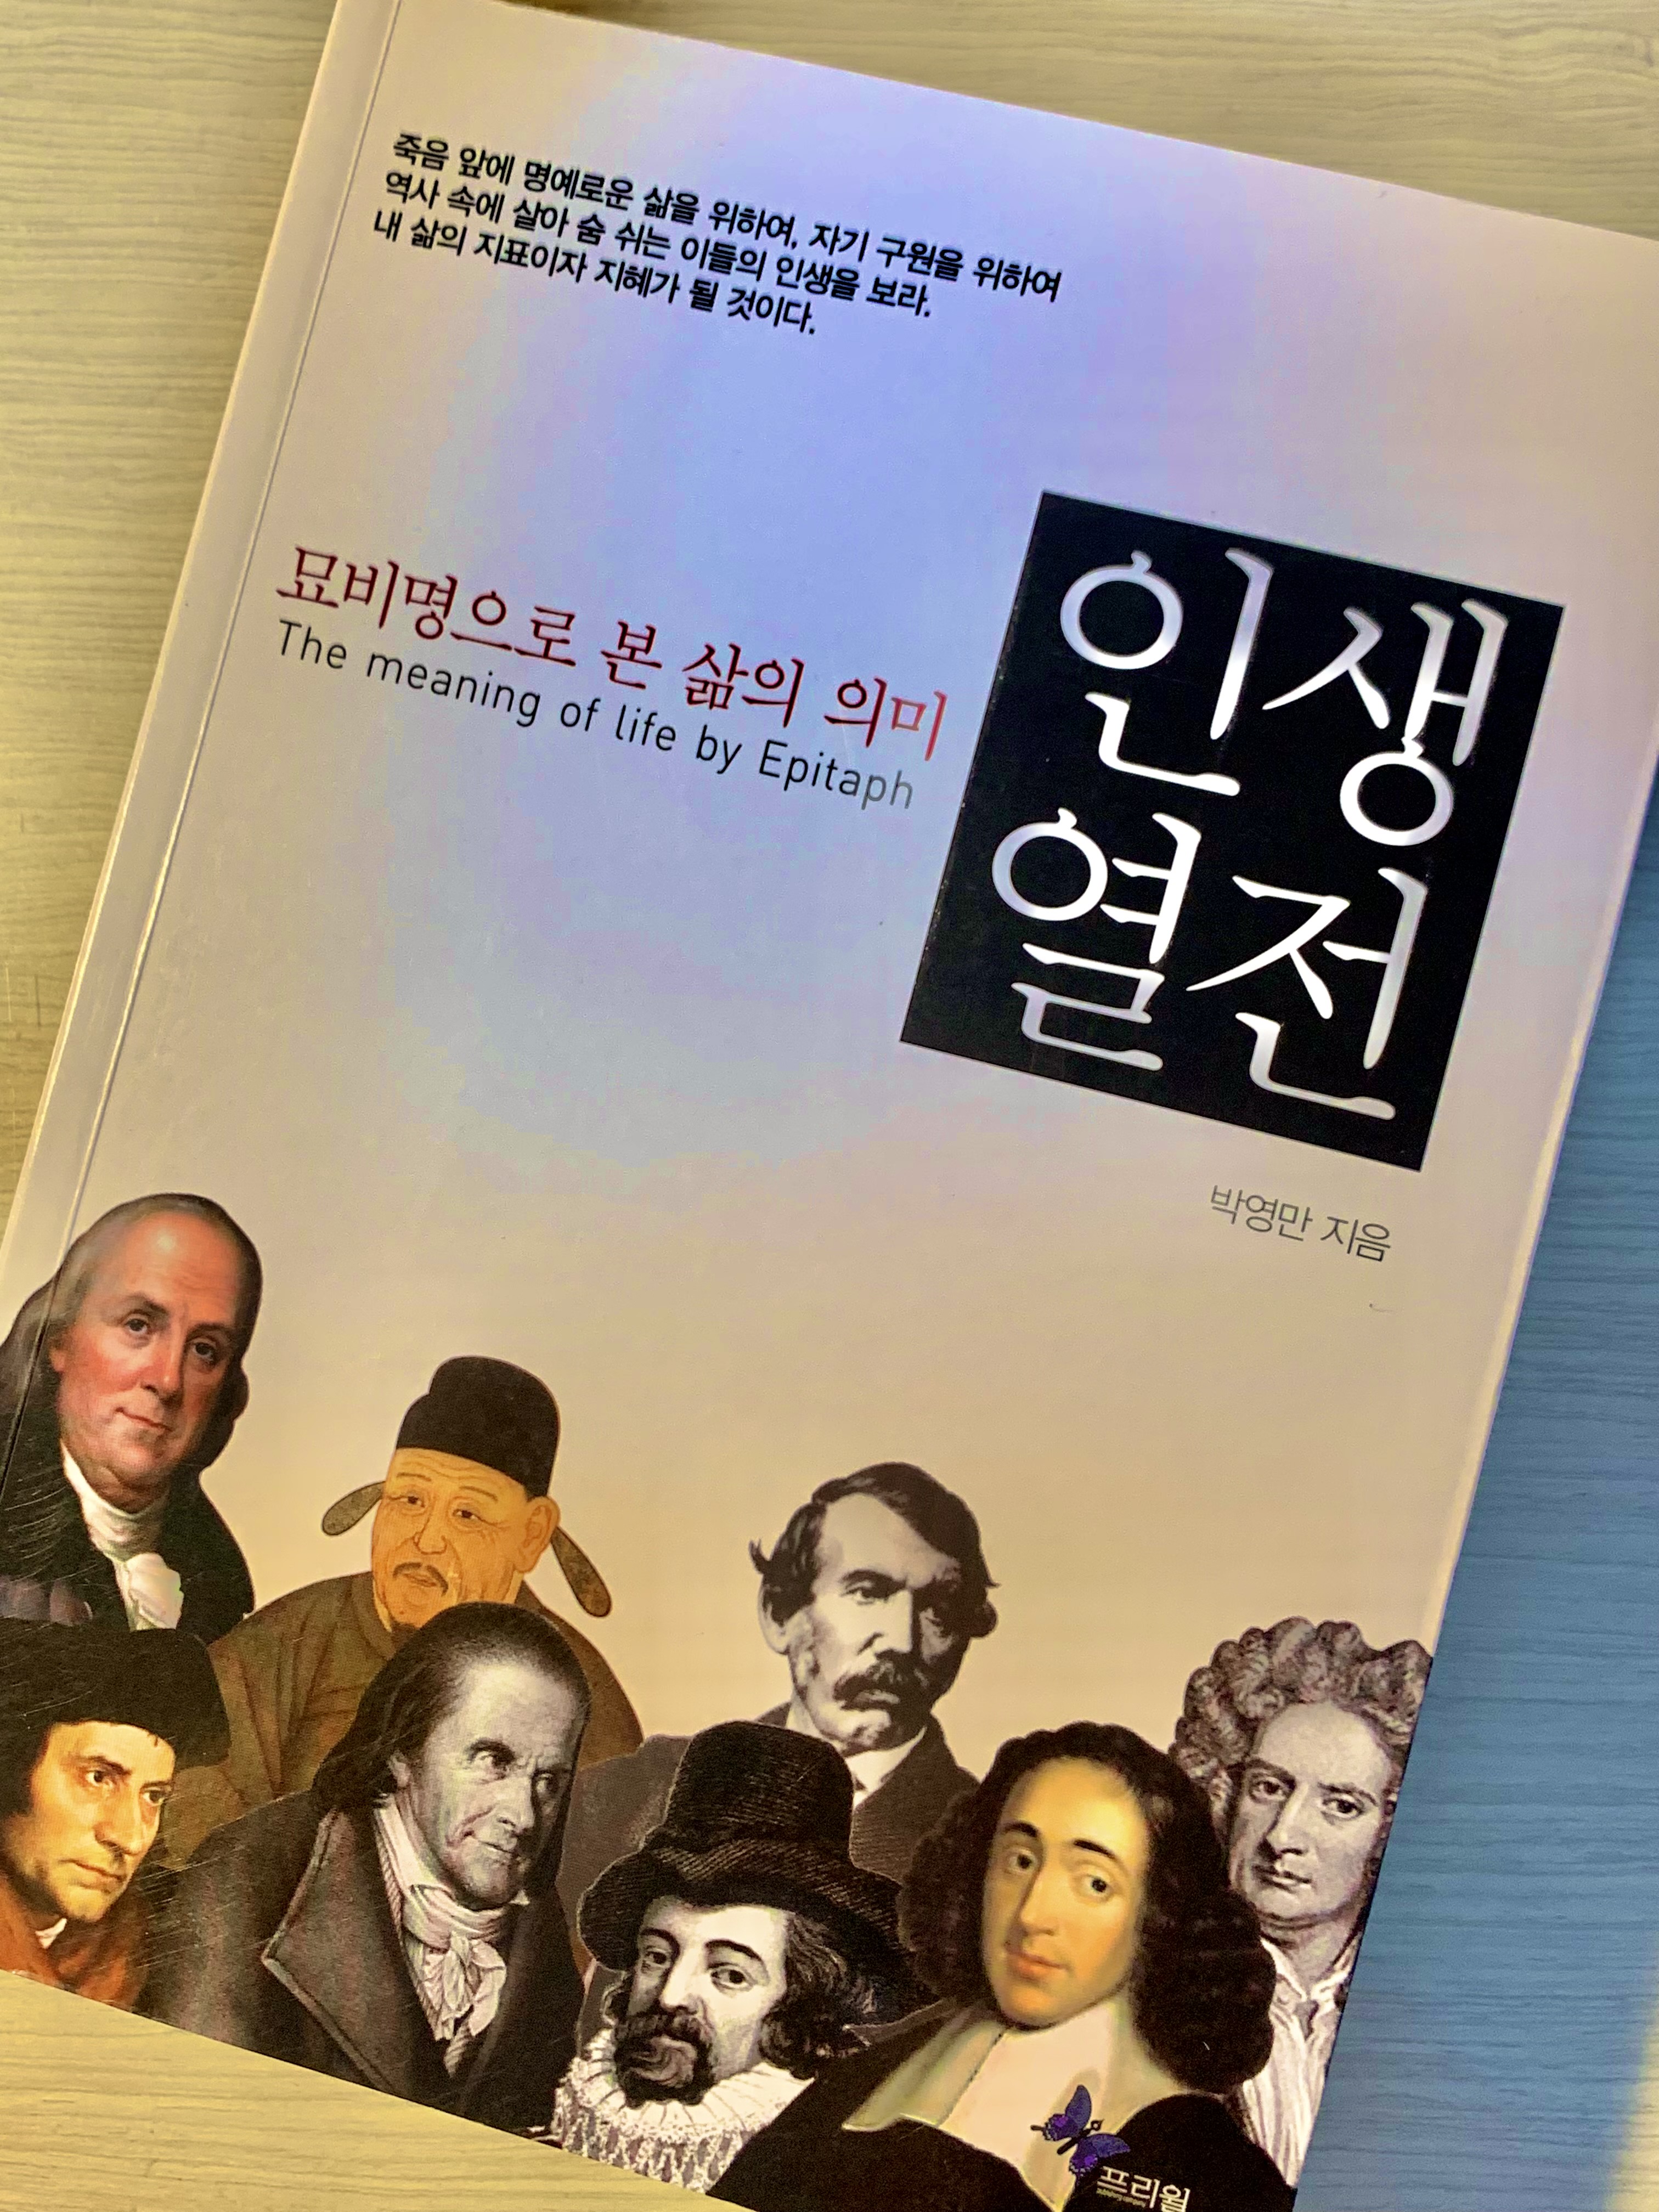 죽음 앞에 명예로운 삶을 위하여, 자기 구원을 위하여
역사 속에 살아 숨 쉬는 이들의 인생을 보라.
내 삶의 지표이자 지혜가 될 것이다.
묘비명으로 본 삶의 의미
The meaning of life by Epitaph
인생
열전
박영만 지음
프리윌